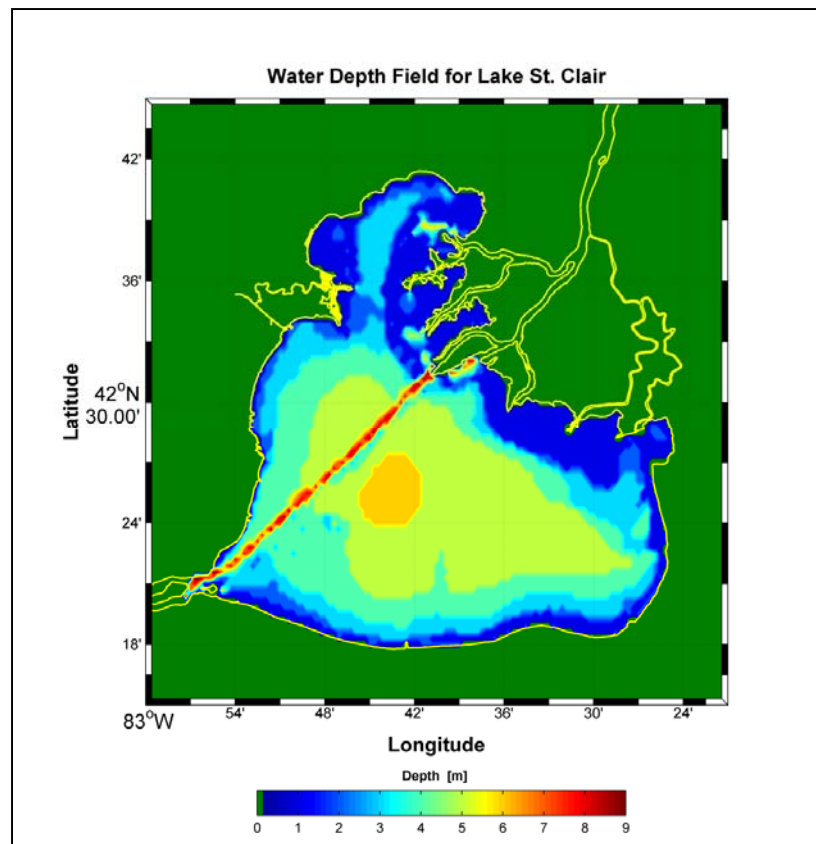 Water Depth Field for Lake St. Clair
42'
36'
42°N
30.00'
24'
18'
Latitude
83°W
54' 48' 42' 36' 30' 24'
Longitude
Depth [m]
0 1 2 3 4 5 6 7 8 9